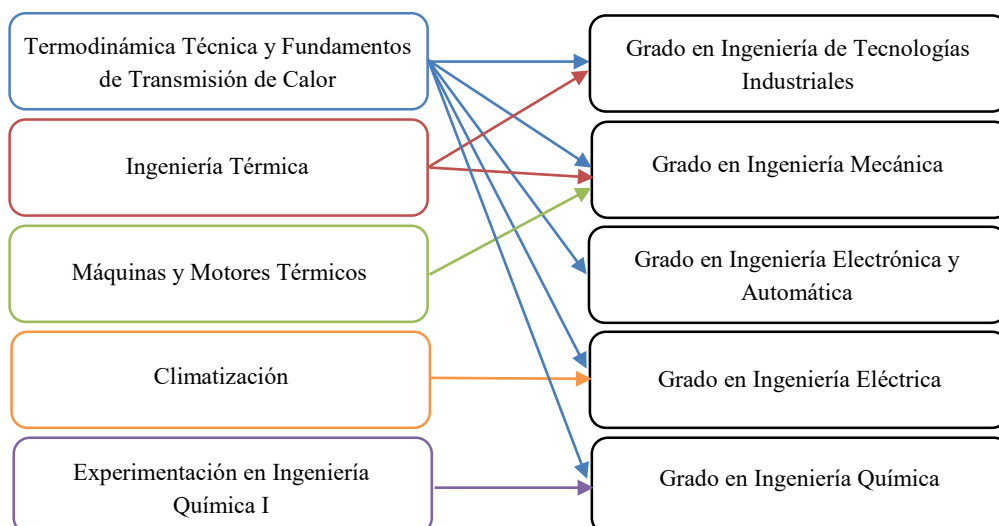 Termodinámica Técnica y Fundamentos
de Transmisión de Calor
Ingeniería Térmica
Máquinas y Motores Térmicos
Climatización
Experimentación en Ingeniería
Química I
Grado en Ingeniería de Tecnologías
Industriales
Grado en Ingeniería Mecánica
Grado en Ingeniería Electrónica y
Automática
Grado en Ingeniería Eléctrica
Grado en Ingeniería Química